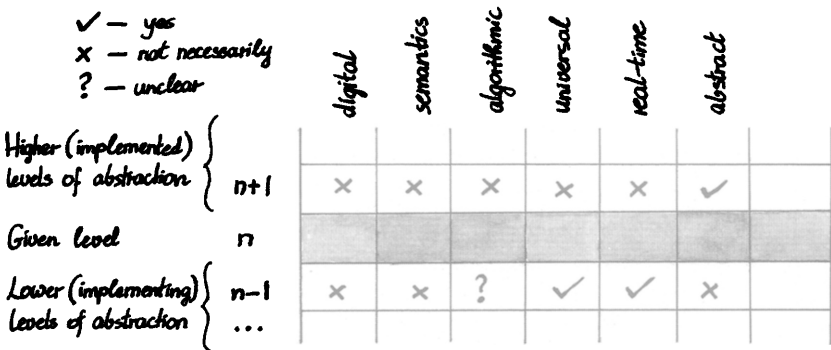 ✓ — yes
× — not necessarily
? — unclear
digital semantics algorithmic universal real-time abstract
Higher (implemented)
levels of abstraction n+1 × × × × × ✓
Given level n
Lower (implementing) n-1 × × ? ✓ ✓ ×
levels of abstraction ...